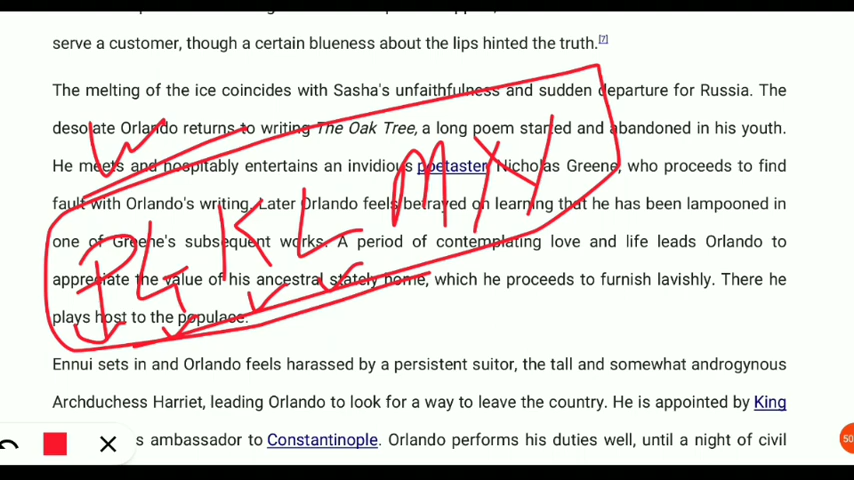 serve a customer, though a certain blueness about the lips hinted the truth.[7]
The melting of the ice coincides with Sasha's unfaithfulness and sudden departure for Russia. The
desolate Orlando returns to writing The Oak Tree, a long poem started and abandoned in his youth.
He meets and hospitably entertains an invidious poetaster, Nicholas Greene, who proceeds to find
fault with Orlando's writing. Later Orlando feels betrayed on learning that he has been lampooned in
one of Greene's subsequent works. A period of contemplating love and life leads Orlando to
appreciate the value of his ancestral stately home, which he proceeds to furnish lavishly. There he
plays host to the populace.
Ennui sets in and Orlando feels harassed by a persistent suitor, the tall and somewhat androgynous
Archduchess Harriet, leading Orlando to look for a way to leave the country. He is appointed by King
s ambassador to Constantinople. Orlando performs his duties well, until a night of civil
50